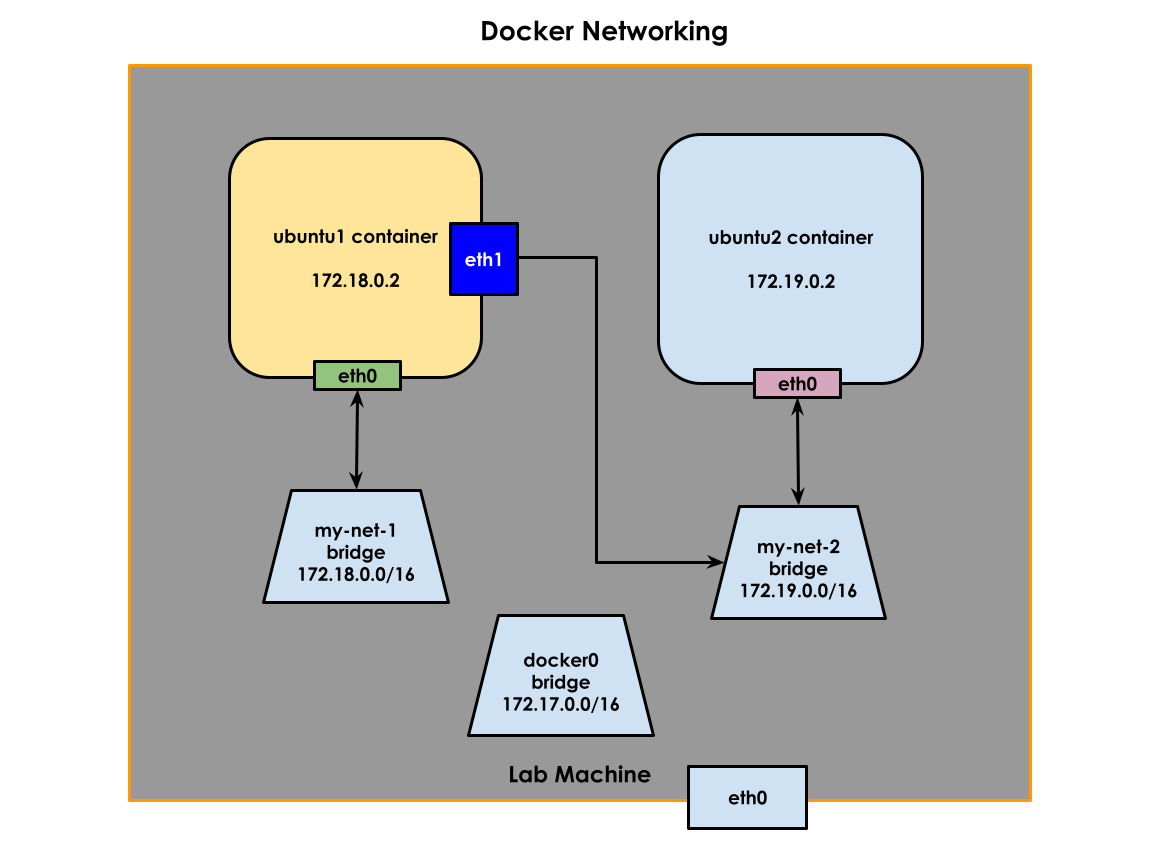 Docker Networking
ubuntu1 container
172.18.0.2
eth1
eth0
ubuntu2 container
172.19.0.2
eth0
my-net-1
bridge
172.18.0.0/16
my-net-2
bridge
172.19.0.0/16
docker0
bridge
172.17.0.0/16
Lab Machine
eth0